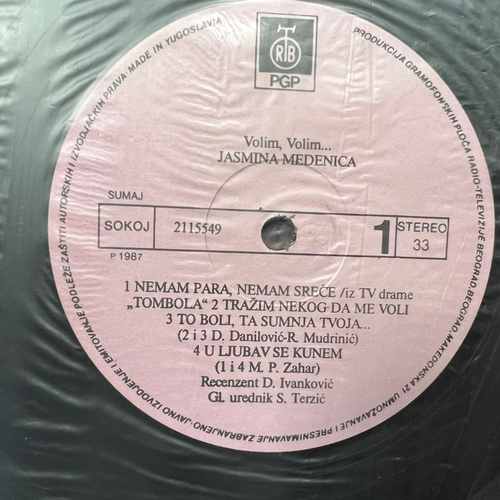 RTB
PGP
Volim, Volim...
JASMINA MEDENICA
SUMAJ
SOKOJ 2115549 1 STEREO
33
P 1987
1 NEMAM PARA, NEMAM SREĆE /iz TV drame
„TOMBOLA“ 2 TRAŽIM NEKOG DA ME VOLI
3 TO BOLI, TA SUMNJA TVOJA...
(2 i 3 D. Danilović-R. Mudrinić)
4 U LJUBAV SE KUNEM
(1 i 4 M. P. Zahar)
Recenzent D. Ivanković
Gl. urednik S. Terzić
PRODUKCIJA GRAMOFONSKIH PLOČA RADIO-TELEVIZIJE BEOGRAD, BEOGRAD, MAKEDONSKA 21 UMNOŽAVANJE I PRESNIMAVANJE ZABRANJENO· JAVNO IZVODJENJE I EMITOVANJE PODLEŽE ZAŠTITI AUTORSKIH I IZVODJAČKIH PRAVA· MADE IN YUGOSLAVIA